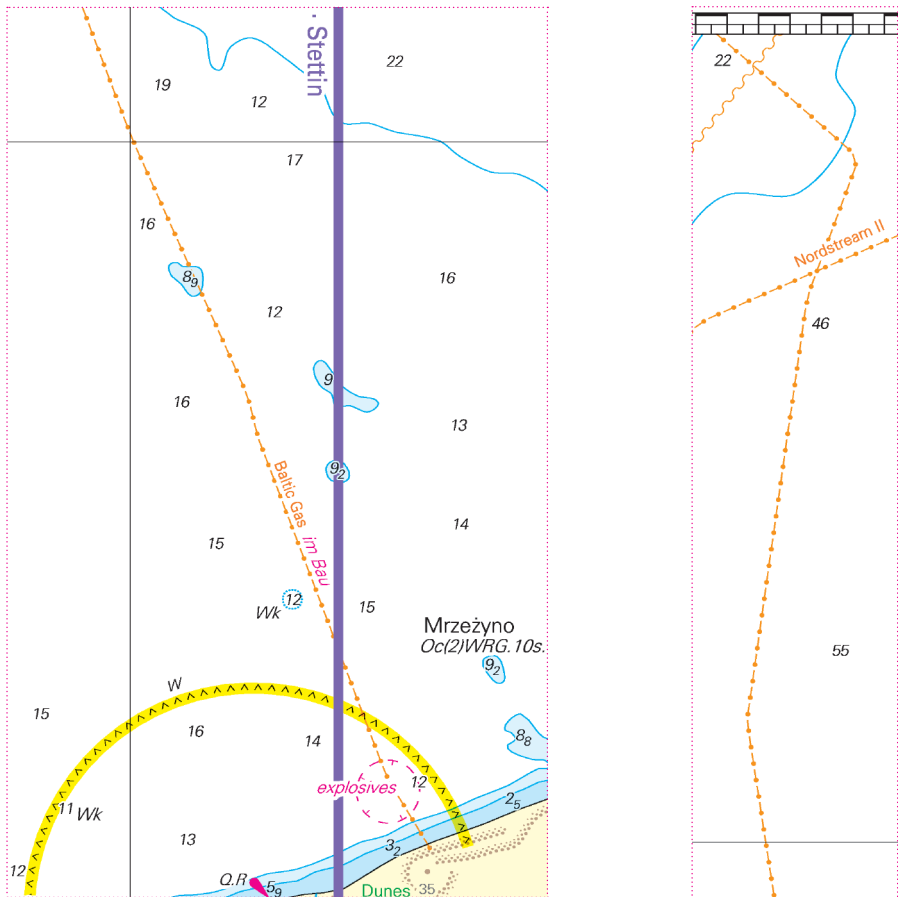 · Stettin
22
19
12
17
16
8₉
16
12
9
16
13
9₂
Baltic Gas im Bau
14
15
12
Wk
15
Mrzeżyno
Oc(2)WRG.10s.
9₂
W
15
16
14
8₈
explosives
12
2₅
11 Wk
13
3₂
12
Q.R
5₉
Dunes
35
22
Nordstream II
46
55